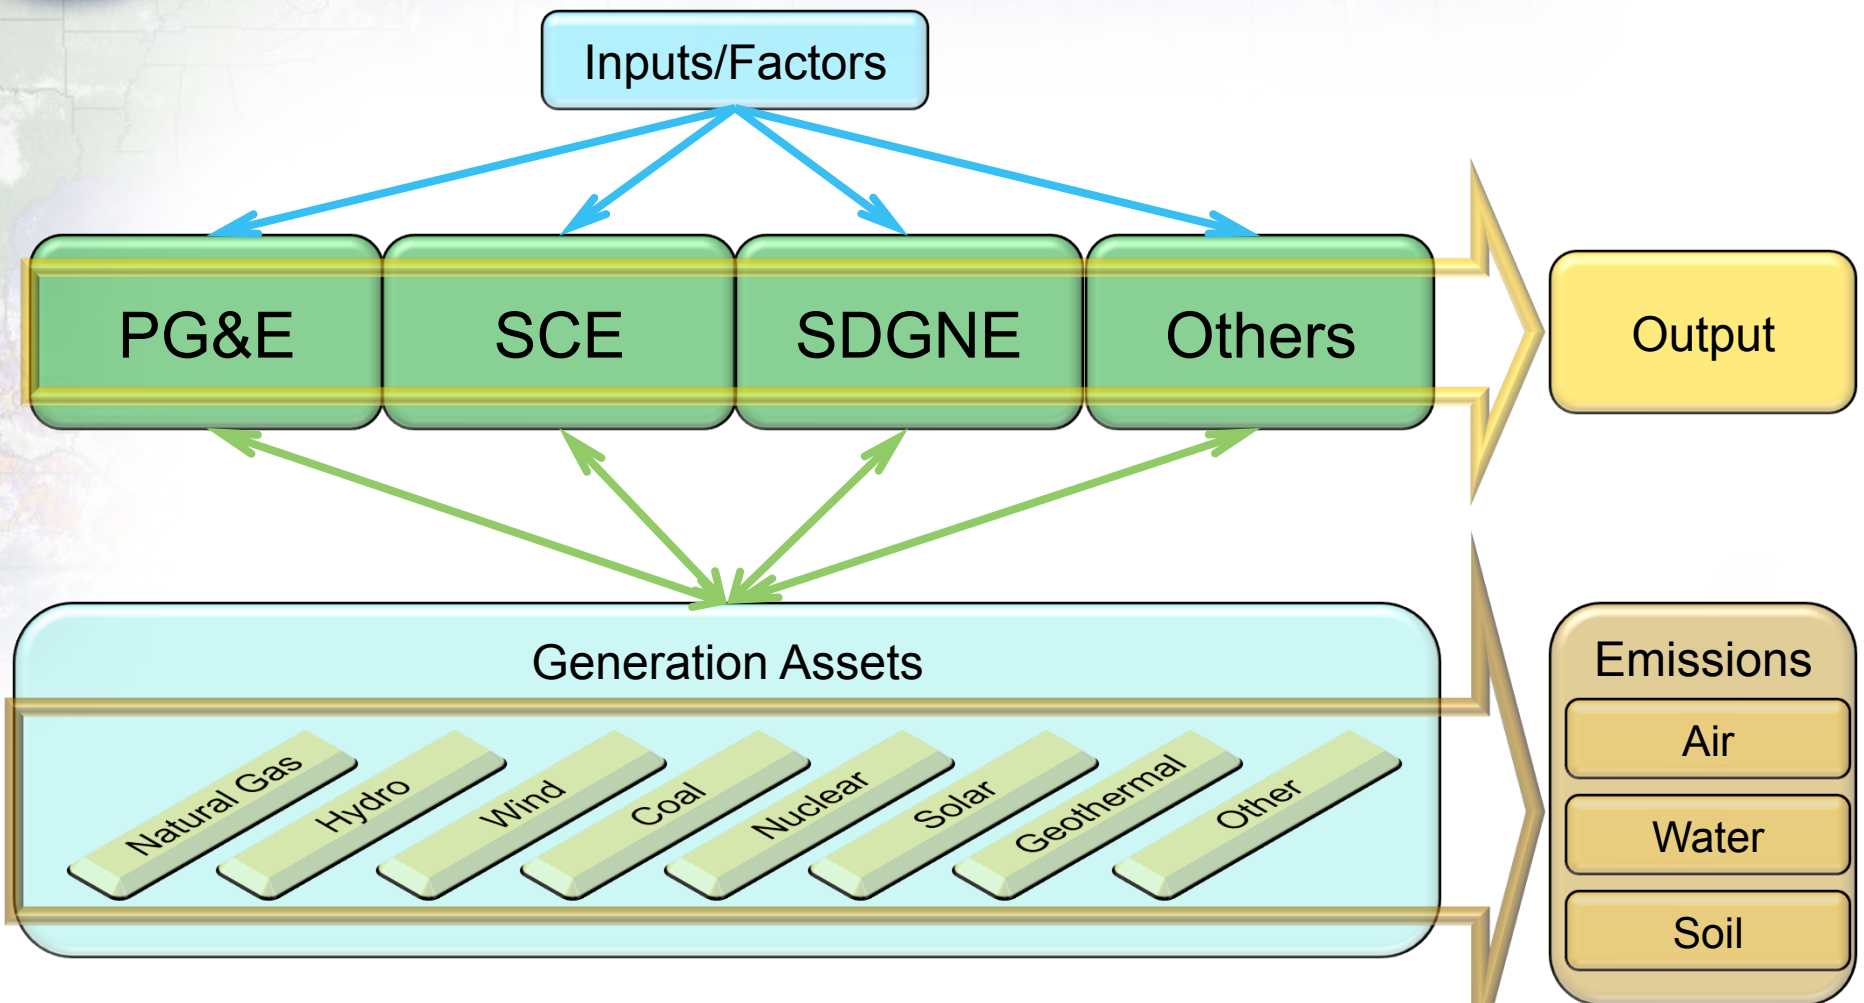 Inputs/Factors
PG&E
SCE
SDGNE
Others
Output
Generation Assets
Natural Gas
Hydro
Wind
Coal
Nuclear
Solar
Geothermal
Other
Emissions
Air
Water
Soil